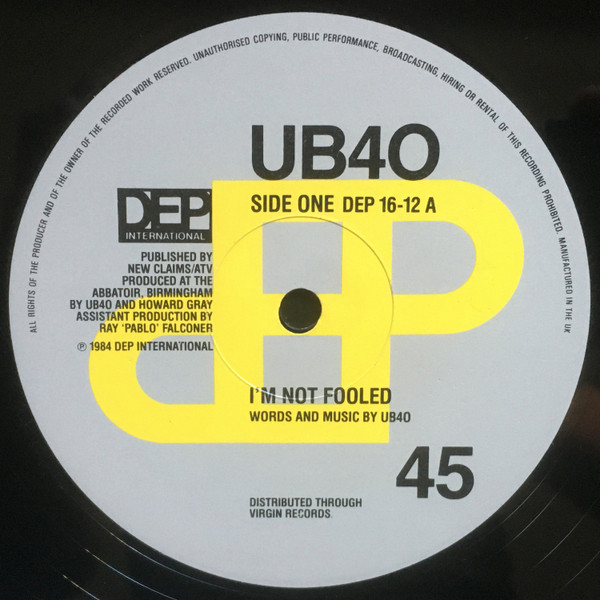 ALL RIGHTS OF THE PRODUCER AND OF THE OWNER OF THE RECORDED WORK RESERVED. UNAUTHORISED COPYING, PUBLIC PERFORMANCE, BROADCASTING, HIRING OR RENTAL OF THIS RECORDING PROHIBITED. MANUFACTURED IN THE UK
UB40
SIDE ONE DEP 16-12 A
DEP
INTERNATIONAL
PUBLISHED BY
NEW CLAIMS/ATV
PRODUCED AT THE
ABBATOIR, BIRMINGHAM
BY UB40 AND HOWARD GRAY
ASSISTANT PRODUCTION BY
RAY 'PABLO' FALCONER
℗ 1984 DEP INTERNATIONAL
I'M NOT FOOLED
WORDS AND MUSIC BY UB40
45
DISTRIBUTED THROUGH
VIRGIN RECORDS.